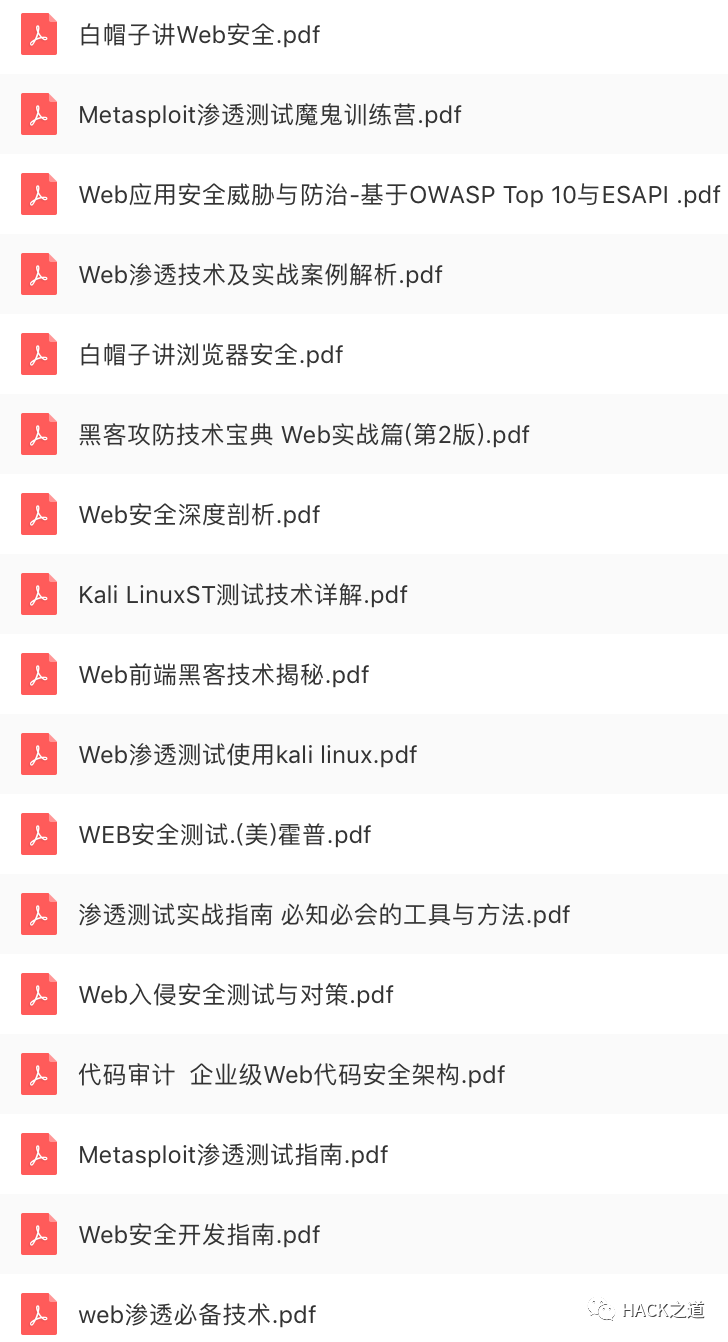 白帽子讲Web安全.pdf
Metasploit渗透测试魔鬼训练营.pdf
Web应用安全威胁与防治-基于OWASP Top 10与ESAPI .pdf
Web渗透技术及实战案例解析.pdf
白帽子讲浏览器安全.pdf
黑客攻防技术宝典 Web实战篇(第2版).pdf
Web安全深度剖析.pdf
Kali LinuxST测试技术详解.pdf
Web前端黑客技术揭秘.pdf
Web渗透测试使用kali linux.pdf
WEB安全测试.(美)霍普.pdf
渗透测试实战指南 必知必会的工具与方法.pdf
Web入侵安全测试与对策.pdf
代码审计  企业级Web代码安全架构.pdf
Metasploit渗透测试指南.pdf
Web安全开发指南.pdf
web渗透必备技术.pdf
HACK之道